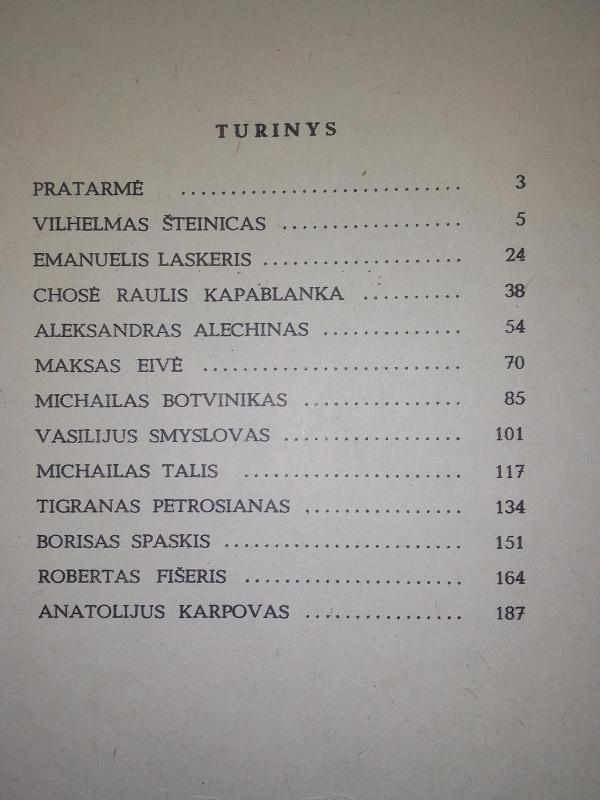 TURINYS
PRATARMĖ ............................ 3
VILHELMAS ŠTEINICAS .................. 5
EMANUELIS LASKERIS .................... 24
CHOSĖ RAULIS KAPABLANKA .......... 38
ALEKSANDRAS ALECHINAS .............. 54
MAKSAS EIVĖ .......................... 70
MICHAILAS BOTVINIKAS ................ 85
VASILIJUS SMYSLOVAS .................. 101
MICHAILAS TALIS ...................... 117
TIGRANAS PETROSIANAS ................ 134
BORISAS SPASKIS ........................ 151
ROBERTAS FIŠERIS ...................... 164
ANATOLIJUS KARPOVAS ................ 187